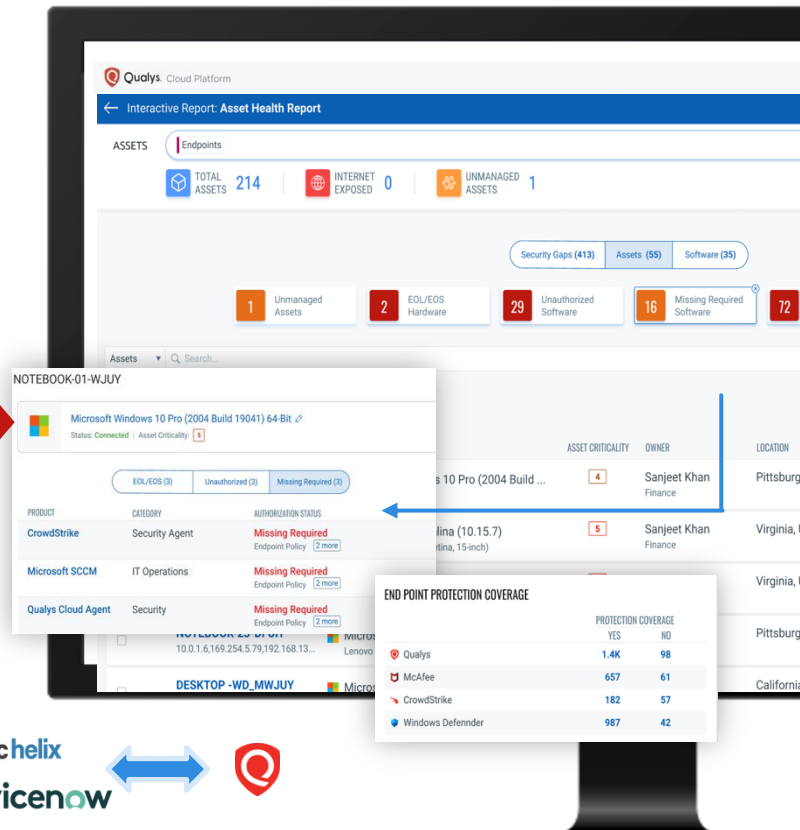 Qualys. Cloud Platform
Interactive Report: Asset Health Report
ASSETS
Endpoints
TOTAL ASSETS 214
INTERNET EXPOSED 0
UNMANAGED ASSETS 1
Security Gaps (413) Assets (55) Software (35)
1 Unmanaged Assets
2 EOL/EOS Hardware
29 Unauthorized Software
16 Missing Required Software
72
Assets Search...
NOTEBOOK-01-WJUY
Microsoft Windows 10 Pro (2004 Build 19041) 64-Bit
Status: Connected | Asset Criticality: 5
EOL/EOS (3) Unauthorized (3) Missing Required (3)
PRODUCT CATEGORY AUTHORIZATION STATUS
CrowdStrike Security Agent Missing Required
Endpoint Policy 2 more
Microsoft SCCM IT Operations Missing Required
Endpoint Policy 2 more
Qualys Cloud Agent Security Missing Required
Endpoint Policy 2 more
ASSET CRITICALITY OWNER LOCATION
s 10 Pro (2004 Build ... 4 Sanjeet Khan Pittsburg
Finance
lina (10.15.7) 5 Sanjeet Khan Virginia, U
etina, 15-inch) Finance
Virginia, U
Pittsburg
California
10.0.1.6,169.254.5.79,192.168.13... Lenovo
DESKTOP -WD_MWJUY Micros
END POINT PROTECTION COVERAGE
PROTECTION COVERAGE
YES NO
Qualys 1.4K 98
McAfee 657 61
CrowdStrike 182 57
Windows Defennder 987 42
chelix
vicenow